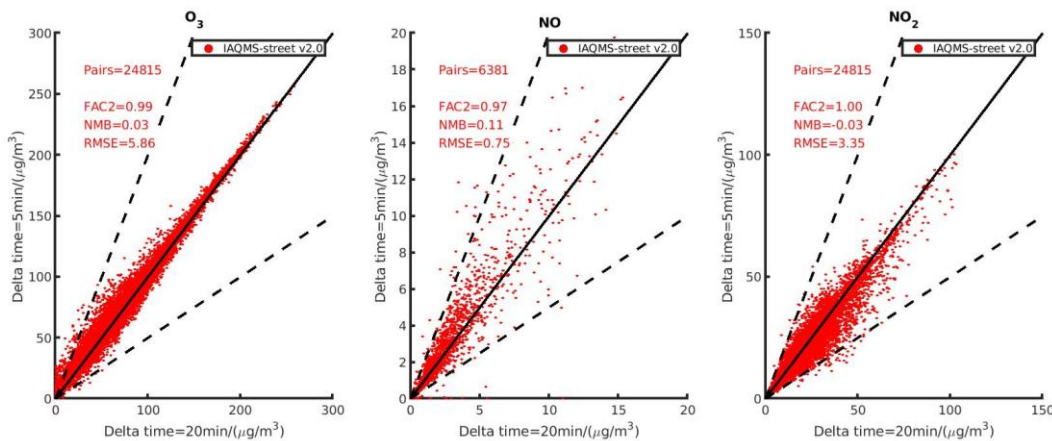 O3
IAQMS-street v2.0
Pairs=24815
FAC2=0.99
NMB=0.03
RMSE=5.86
Delta time=5min/(μg/m3)
300
250
200
150
100
50
0
0 100 200 300
Delta time=20min/(μg/m3)
NO
IAQMS-street v2.0
Pairs=6381
FAC2=0.97
NMB=0.11
RMSE=0.75
Delta time=5min/(μg/m3)
20
18
16
14
12
10
8
6
4
2
0
0 5 10 15 20
Delta time=20min/(μg/m3)
NO2
IAQMS-street v2.0
Pairs=24815
FAC2=1.00
NMB=-0.03
RMSE=3.35
Delta time=5min/(μg/m3)
150
100
50
0
0 50 100 150
Delta time=20min/(μg/m3)